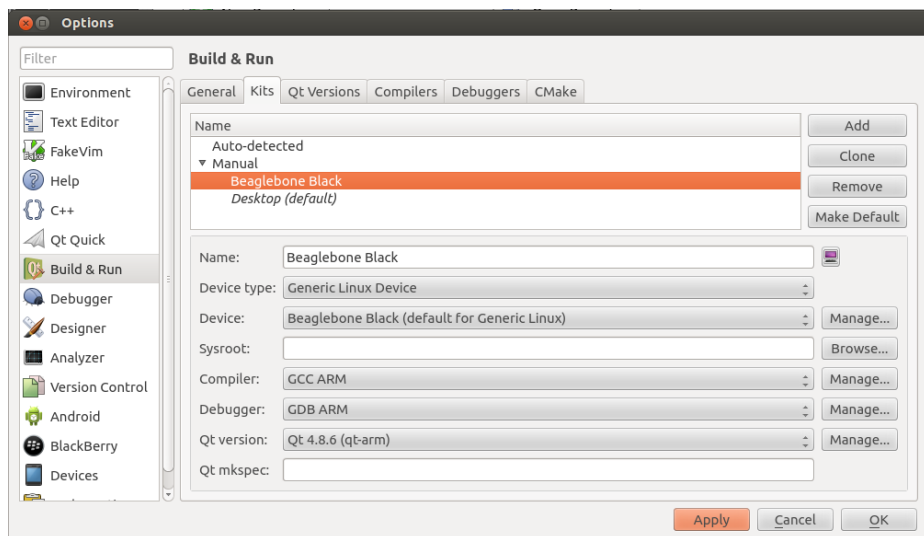 Options
Filter
Build & Run
Environment
Text Editor
FakeVim
Help
C++
Qt Quick
Build & Run
Debugger
Designer
Analyzer
Version Control
Android
BlackBerry
Devices
General Kits Qt Versions Compilers Debuggers CMake
Name
Auto-detected
Manual
Beaglebone Black
Desktop (default)
Add
Clone
Remove
Make Default
Name: Beaglebone Black
Device type: Generic Linux Device
Device: Beaglebone Black (default for Generic Linux) Manage...
Sysroot: Browse...
Compiler: GCC ARM Manage...
Debugger: GDB ARM Manage...
Qt version: Qt 4.8.6 (qt-arm) Manage...
Qt mkspec:
Apply Cancel OK